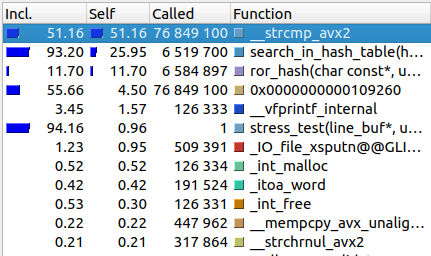 Incl. Self Called Function
51.16 51.16 76 849 100 __strcmp_avx2
93.20 25.95 6 519 700 search_in_hash_table(h...
11.70 11.70 6 584 897 ror_hash(char const*, u...
55.66 4.50 76 849 100 0x0000000000109260
3.45 1.57 126 333 __vfprintf_internal
94.16 0.96 1 stress_test(line_buf*, u...
1.23 0.95 509 391 _IO_file_xsputn@@GLI...
0.52 0.52 126 334 _int_malloc
0.42 0.42 191 524 _itoa_word
0.53 0.30 126 331 _int_free
0.22 0.22 447 962 __mempcpy_avx_unalig...
0.21 0.21 317 864 __strchrnul_avx2